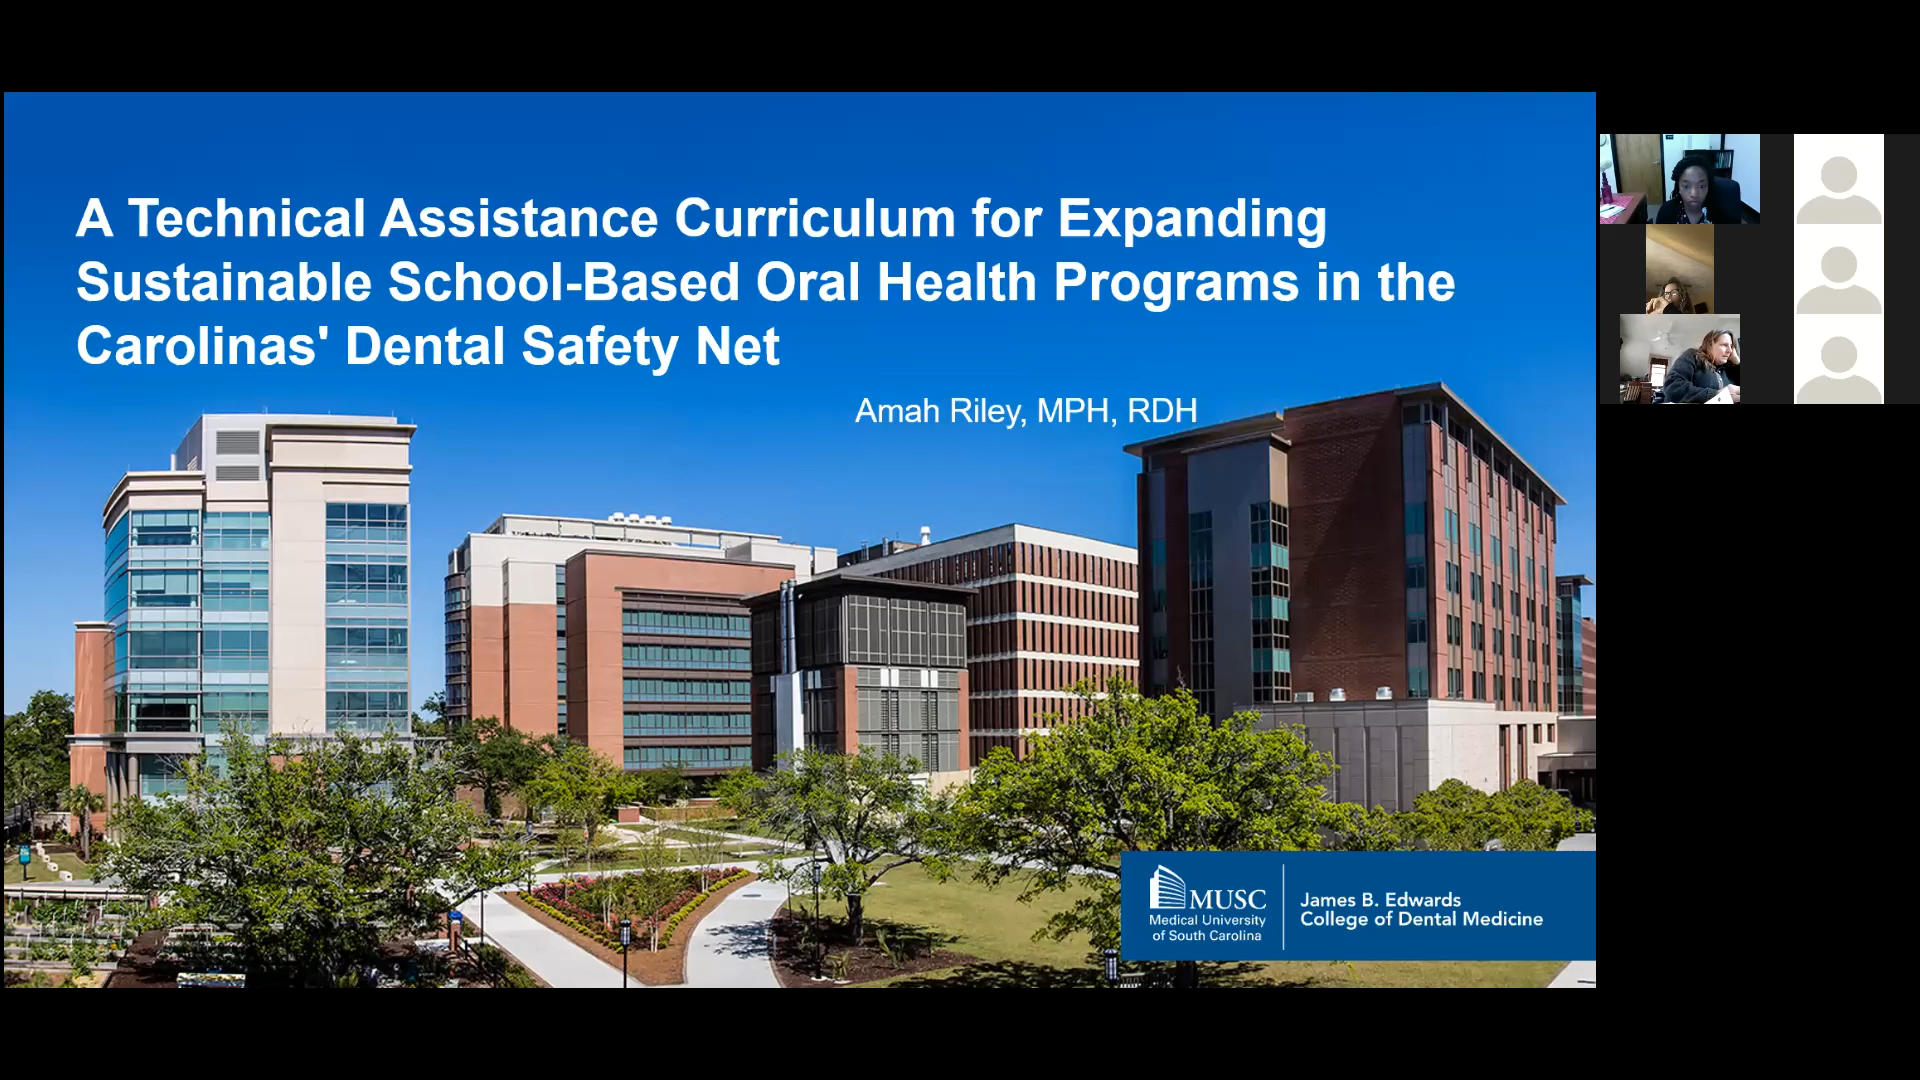 A Technical Assistance Curriculum for Expanding
Sustainable School-Based Oral Health Programs in the
Carolinas' Dental Safety Net
Amah Riley, MPH, RDH
MUSC
Medical University
of South Carolina
James B. Edwards
College of Dental Medicine